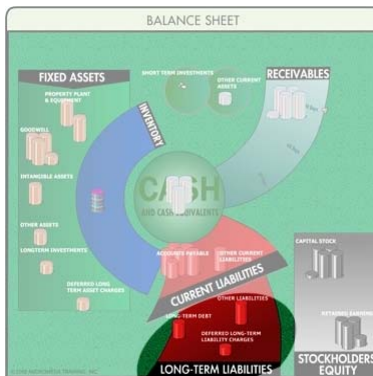 BALANCE SHEET
FIXED ASSETS
PROPERTY PLANT
& EQUIPMENT
GOODWILL
INTANGIBLE ASSETS
OTHER ASSETS
LONGTERM INVESTMENTS
DEFERRED LONG
TERM ASSET CHARGES
INVENTORY
SHORT TERM INVESTMENTS
OTHER CURRENT
ASSETS
RECEIVABLES
CASH
AND CASH EQUIVALENTS
ACCOUNTS PAYABLE
OTHER CURRENT
LIABILITIES
CURRENT LIABILITIES
OTHER LIABILITIES
LONG-TERM DEBT
DEFERRED LONG-TERM
LIABILITY CHARGES
LONG-TERM LIABILITIES
CAPITAL STOCK
RETAINED EARNINGS
STOCKHOLDERS
EQUITY